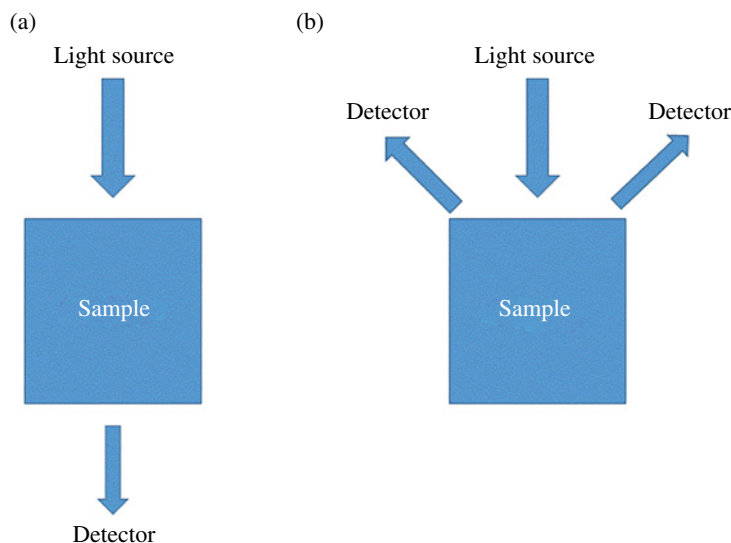 (a)
Light source
Sample
Detector
(b)
Light source
Detector
Detector
Sample